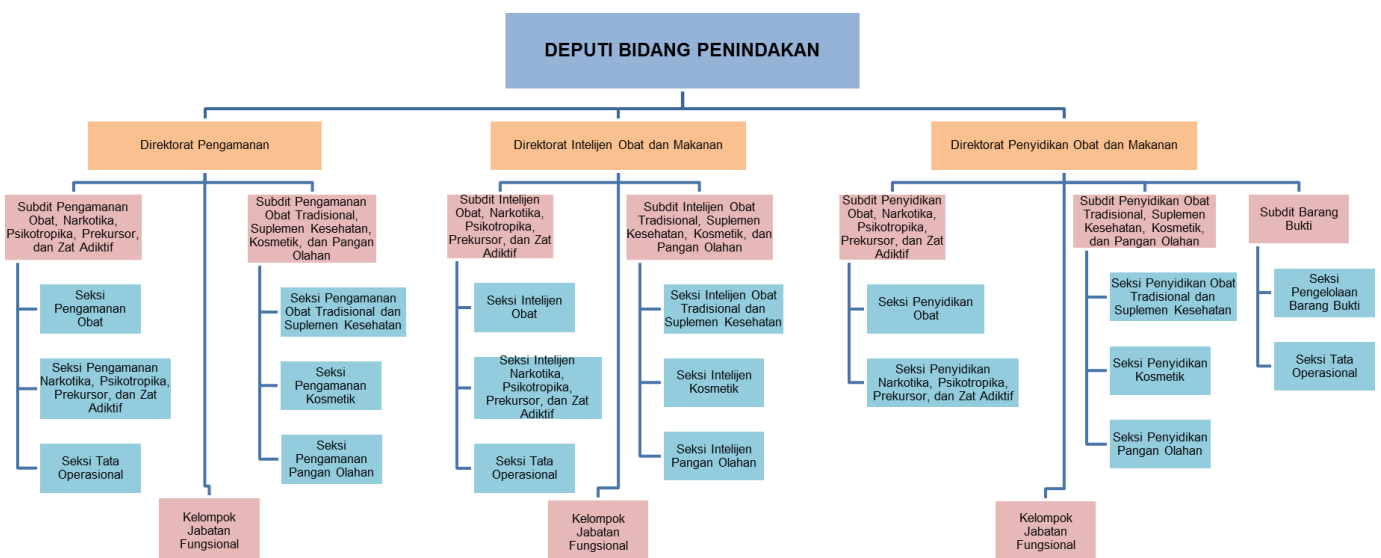 DEPUTI BIDANG PENINDAKAN
Direktorat Pengamanan
Direktorat Intelijen Obat dan Makanan
Direktorat Penyidikan Obat dan Makanan
Subdit Pengamanan
Obat, Narkotika,
Psikotropika, Prersor,
dan Zat Adiktif
Subdit Pengamanan
Obat Tradisional,
Suplemen Kesehatan,
Kosmetik, dan Pangan
Olahan
Subdit Intelijen
Obat, Narkotika,
Psikotropika,
Prekursor, dan Zat
Adiktif
Subdit Intelijen Obat
Tradisional, Suplemen
Kesehatan, Kosmetik, dan
Pangan Olahan
Subdit Penyidikan
Obat, Narkotika,
Psikotropika,
Prekursor, dan Zat
Adiktif
Subdit Penyidikan Obat
Tradisional, Suplemen
Kesehatan, Kosmetik,
dan Pangan Olahan
Subdit Barang
Bukti
Seksi
Pengamanan
Obat
Seksi Pengamanan
Narkotika, Psikotropika,
Prekursor, dan Zat
Adiktif
Seksi Tata
Operasional
Seksi Pengamanan
Obat Tradisional dan
Suplemen Kesehatan
Seksi
Pengamanan
Kosmetik
Seksi
Pengamanan
Pangan Olahan
Seksi Intelijen
Obat
Seksi Intelijen
Narkotika,
Psikotropika,
Prekursor, dan Zat
Adiktif
Seksi Tata
Operasional
Seksi Intelijen Obat
Tradisional dan
Suplemen Kesehatan
Seksi Intelijen
Kosmetik
Seksi Intelijen
Pangan Olahan
Seksi Penyidikan
Obat
Seksi Penyidikan
Narkotika, Psikotropika,
Prekursor, dan Zat Adiktif
Seksi Penyidikan Obat
Tradisional dan
Suplemen Kesehatan
Seksi Penyidikan
Kosmetik
Seksi Penyidikan
Pangan Olahan
Seksi
Pengelolaan
Barang Bukti
Seksi Tata
Operasional
Kelompok
Jabatan
Fungsional
Kelompok
Jabatan
Fungsional
Kelompok
Jabatan
Fungsional